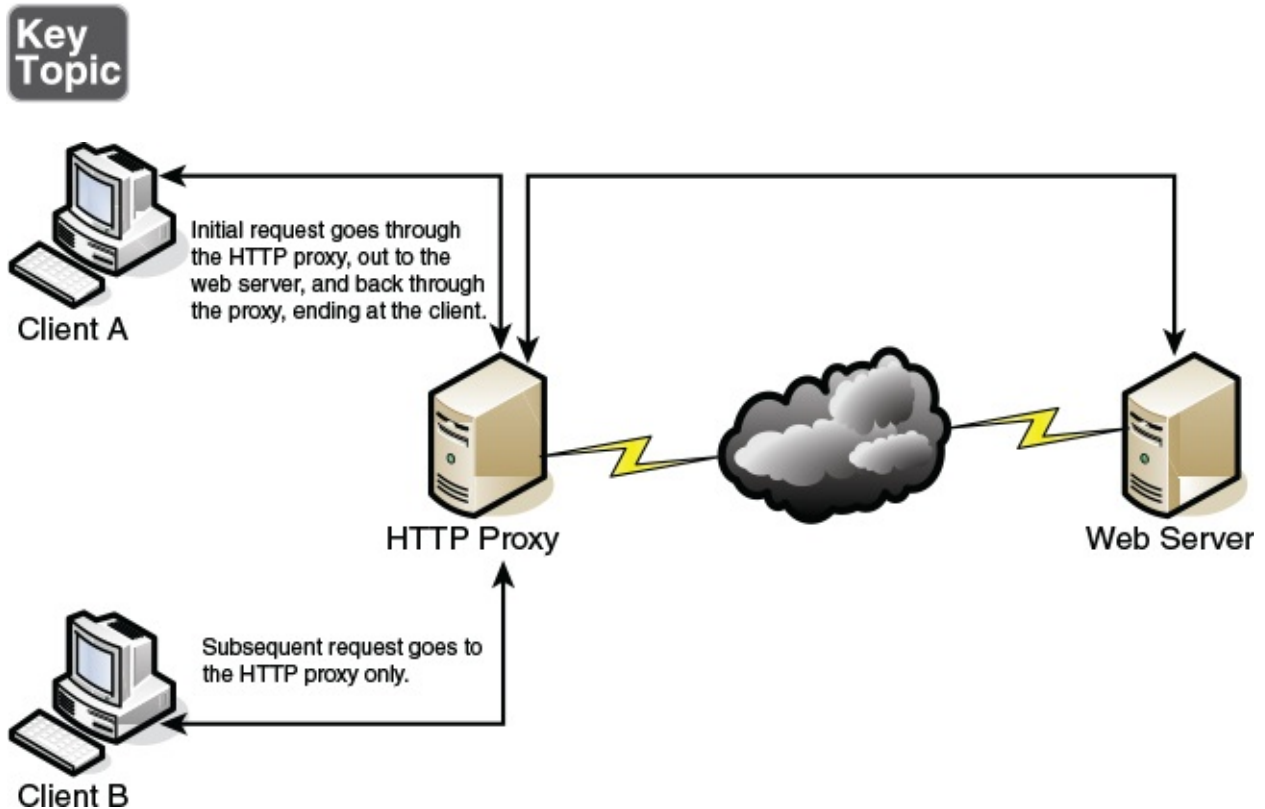 Key
Topic
Initial request goes through
the HTTP proxy, out to the
web server, and back through
the proxy, ending at the client.
Client A
HTTP Proxy
Web Server
Subsequent request goes to
the HTTP proxy only.
Client B